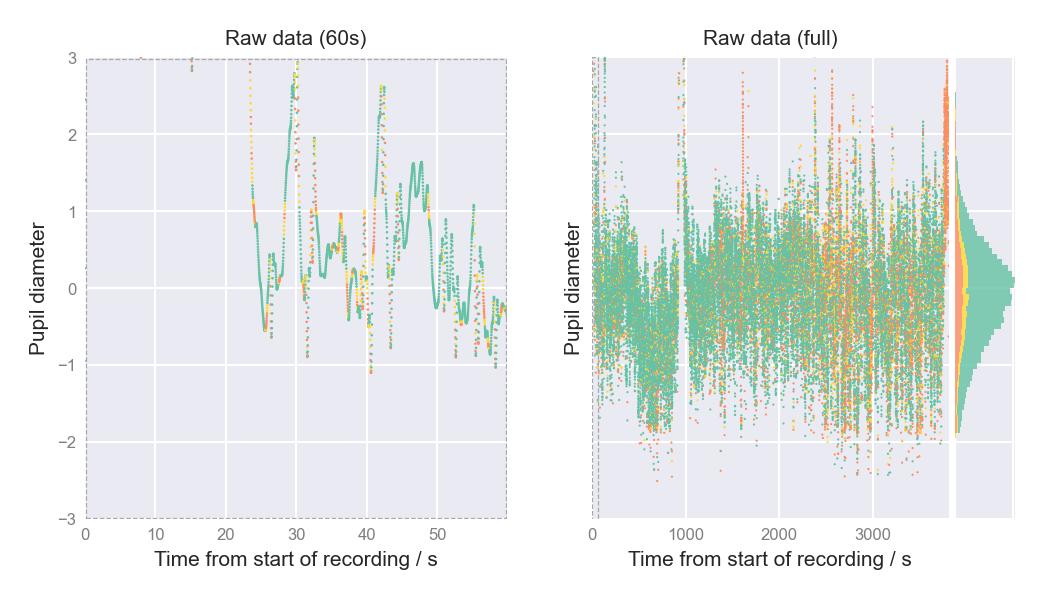 Raw data (60s)
Pupil diameter
3
2
1
0
−1
−2
−3
0 10 20 30 40 50
Time from start of recording / s
Raw data (full)
Pupil diameter
0 1000 2000 3000
Time from start of recording / s